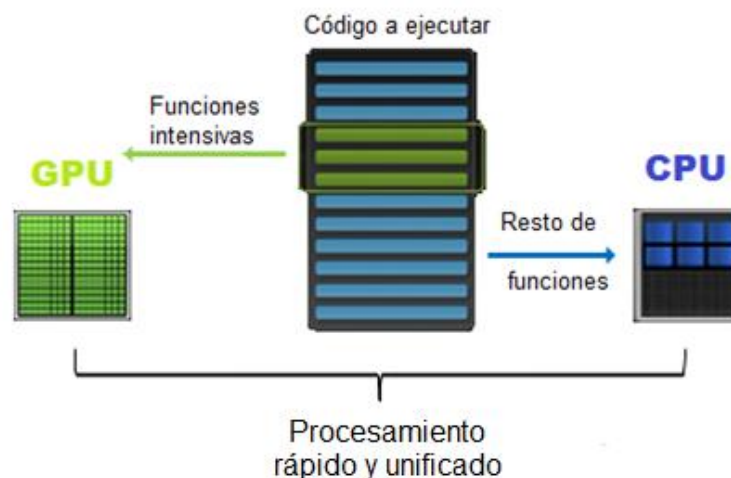 Código a ejecutar
Funciones
intensivas
GPU
CPU
Resto de
funciones
Procesamiento
rápido y unificado